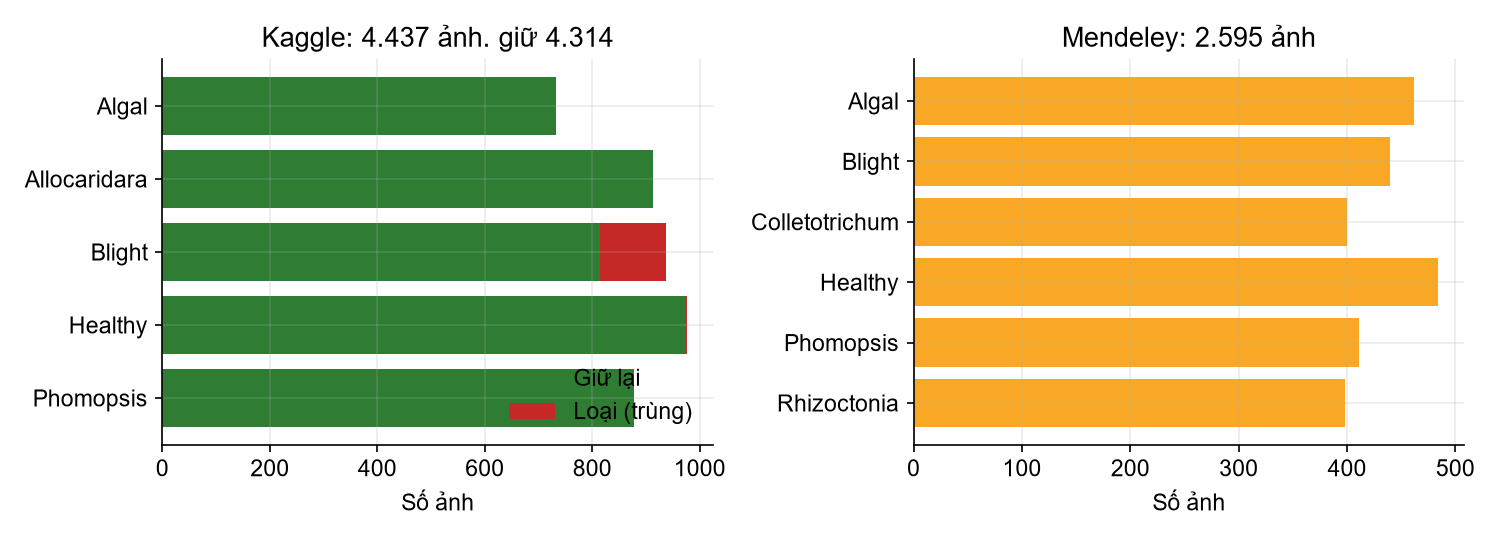 Kaggle: 4.437 ảnh. giữ 4.314
Algal
Allocaridara
Blight
Healthy
Phomopsis
Giữ lại
Loại (trùng)
0 200 400 600 800 1000
Số ảnh
Mendeley: 2.595 ảnh
Algal
Blight
Colletotrichum
Healthy
Phomopsis
Rhizoctonia
0 100 200 300 400 500
Số ảnh